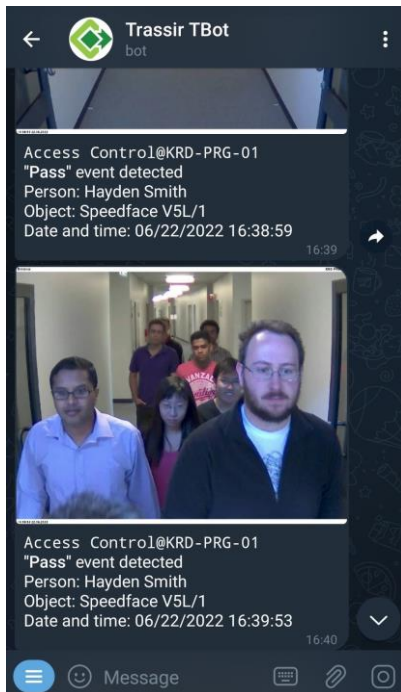 Trassir TBot
bot
Access Control@KRD-PRG-01
"Pass" event detected
Person: Hayden Smith
Object: Speedface V5L/1
Date and time: 06/22/2022 16:38:59
16:39
Access Control@KRD-PRG-01
"Pass" event detected
Person: Hayden Smith
Object: Speedface V5L/1
Date and time: 06/22/2022 16:39:53
16:40
Message